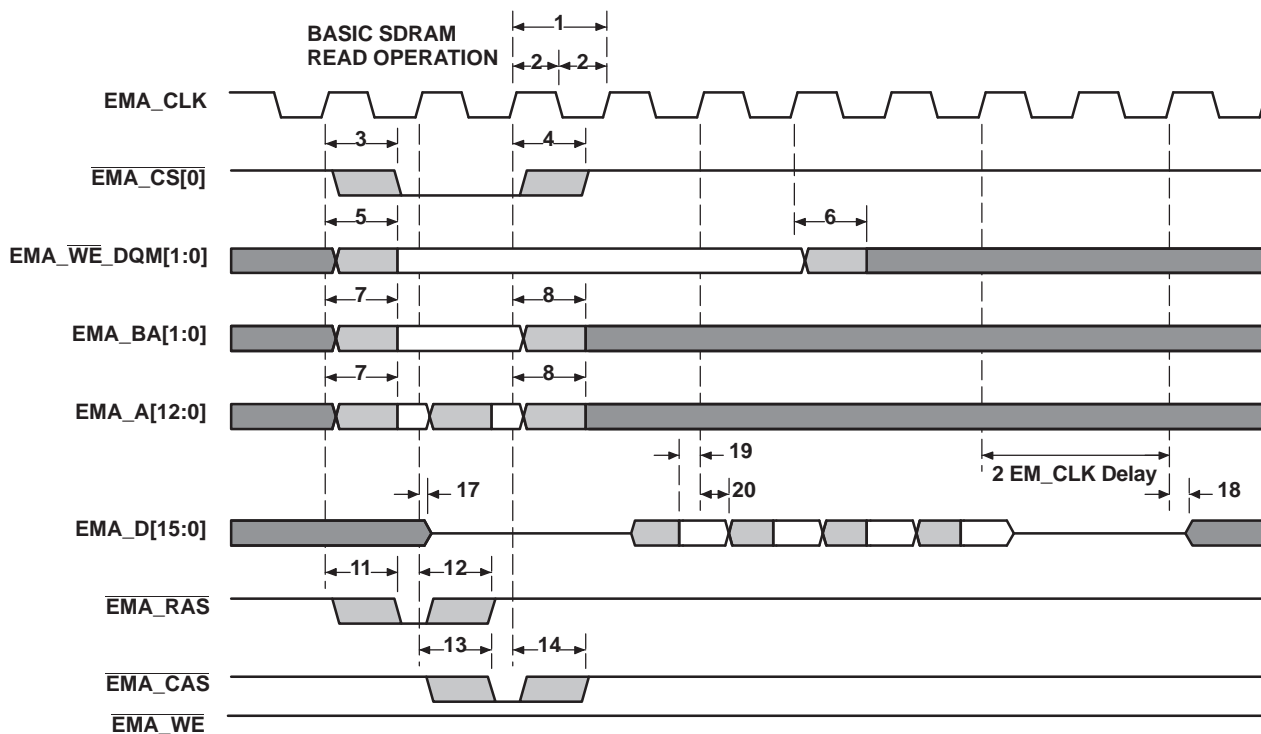 BASIC SDRAM
READ OPERATION
1
2 2
EMA_CLK
3 4
EMA_CS[0]
5 6
EMA_WE_DQM[1:0]
7 8
EMA_BA[1:0]
7 8
EMA_A[12:0]
19
2 EM_CLK Delay
17 20 18
EMA_D[15:0]
11 12
EMA_RAS
13 14
EMA_CAS
EMA_WE